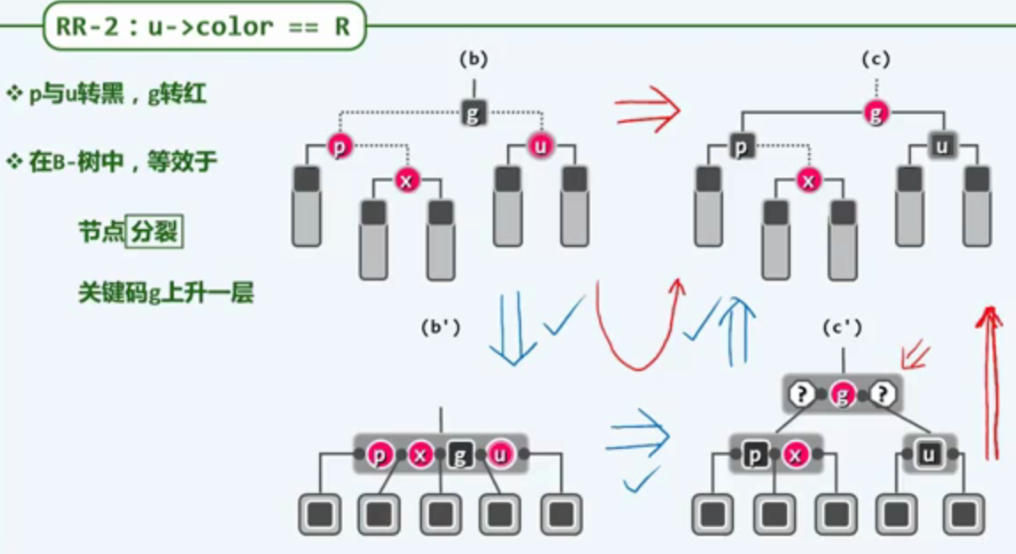 RR-2：u->color == R
❖ p与u转黑，g转红
❖ 在B-树中，等效于
节点分裂
关键码g上升一层
(b)
g
p
u
x
(c)
g
p
u
x
(b')
p x g u
(c')
? g ?
p x
u